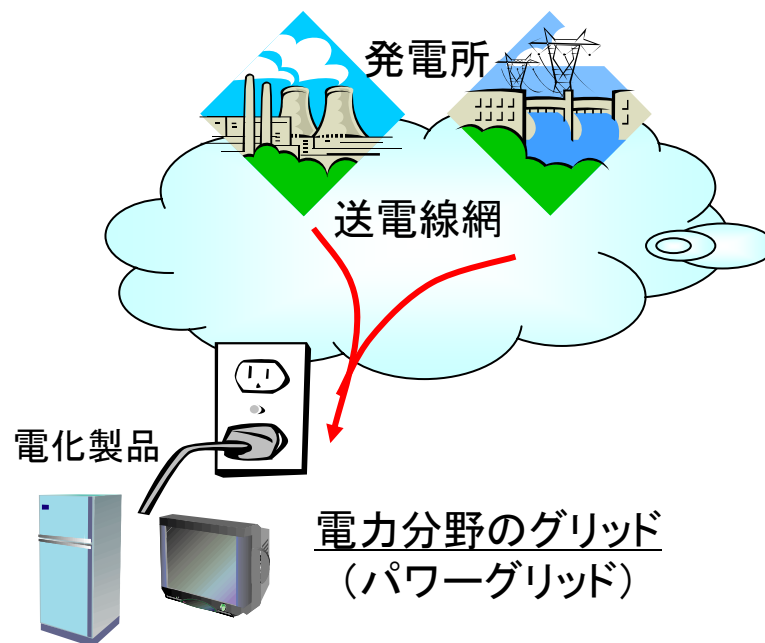 発電所
送電線網
電化製品
電力分野のグリッド
（パワーグリッド）